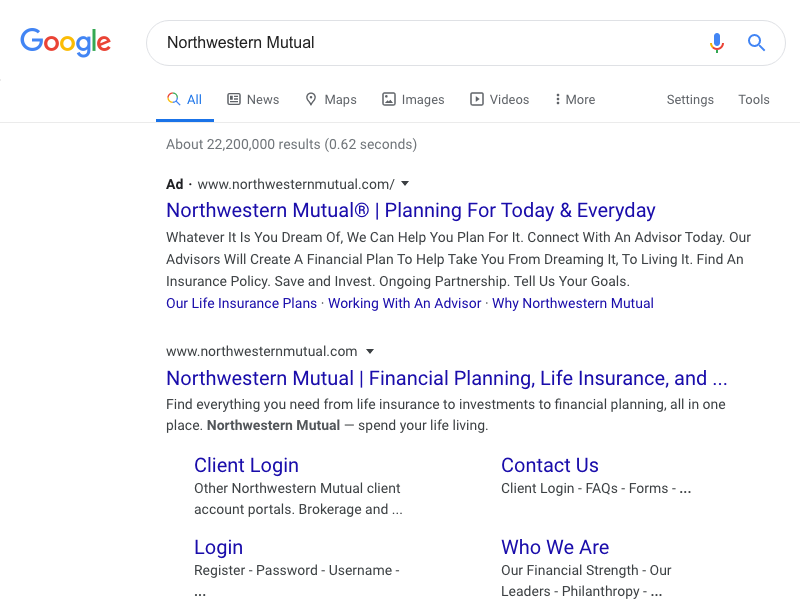 Google
Northwestern Mutual
All News Maps Images Videos More Settings Tools
About 22,200,000 results (0.62 seconds)
Ad · www.northwesternmutual.com/
Northwestern Mutual® | Planning For Today & Everyday
Whatever It Is You Dream Of, We Can Help You Plan For It. Connect With An Advisor Today. Our
Advisors Will Create A Financial Plan To Help Take You From Dreaming It, To Living It. Find An
Insurance Policy. Save and Invest. Ongoing Partnership. Tell Us Your Goals.
Our Life Insurance Plans · Working With An Advisor · Why Northwestern Mutual
www.northwesternmutual.com
Northwestern Mutual | Financial Planning, Life Insurance, and ...
Find everything you need from life insurance to investments to financial planning, all in one
place. Northwestern Mutual — spend your life living.
Client Login
Other Northwestern Mutual client
account portals. Brokerage and ...
Contact Us
Client Login - FAQs - Forms - ...
Login
Register - Password - Username -
...
Who We Are
Our Financial Strength - Our
Leaders - Philanthropy - ...